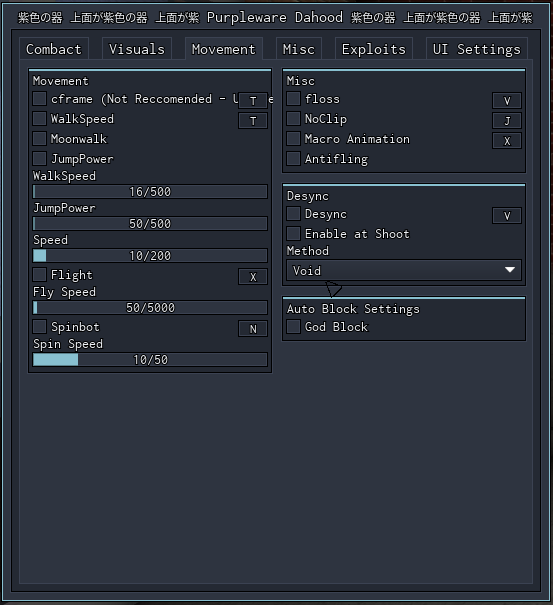 紫色の器 上面が紫色の器 上面が紫 Purpleware Dahood 紫色の器 上面が紫色の器 上面が紫
Combact Visuals Movement Misc Exploits UI Settings
Movement
cframe (Not Reccomended - U e T
WalkSpeed T
Moonwalk
JumpPower
WalkSpeed
16/500
JumpPower
50/500
Speed
10/200
Flight X
Fly Speed
50/5000
Spinbot N
Spin Speed
10/50
Misc
floss V
NoClip J
Macro Animation X
Antifling
Desync
Desync V
Enable at Shoot
Method
Void
Auto Block Settings
God Block